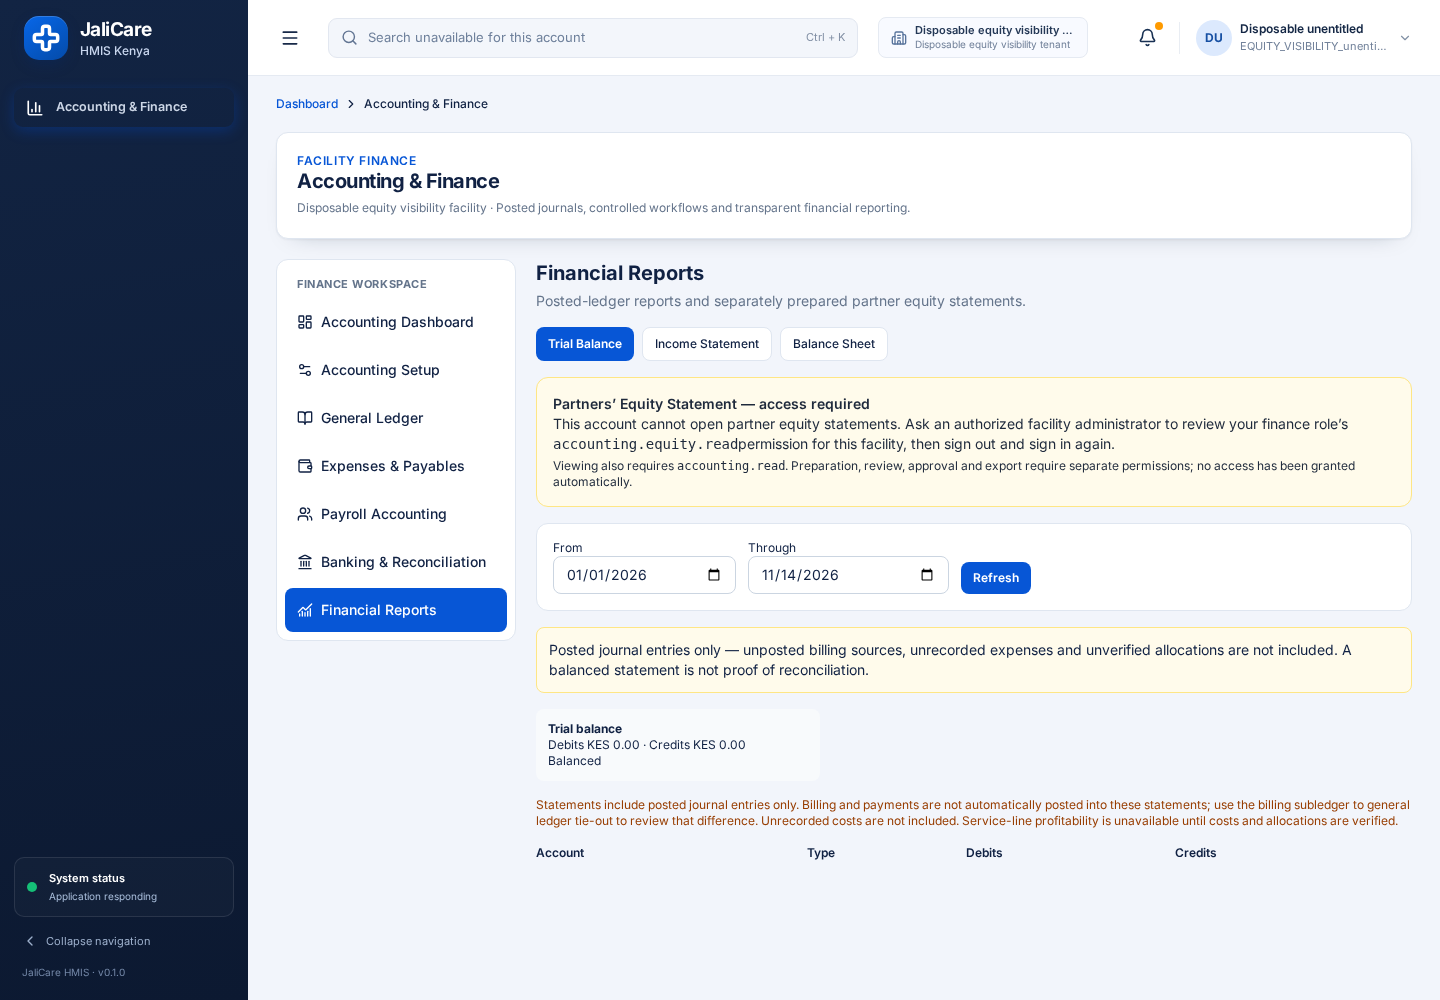 JaliCare
HMIS Kenya
Search unavailable for this account
Ctrl + K
Disposable equity visibility ...
Disposable equity visibility tenant
DU
Disposable unentitled
EQUITY_VISIBILITY_unenti...
Accounting & Finance
Dashboard > Accounting & Finance
FACILITY FINANCE
Accounting & Finance
Disposable equity visibility facility · Posted journals, controlled workflows and transparent financial reporting.
FINANCE WORKSPACE
Accounting Dashboard
Accounting Setup
General Ledger
Expenses & Payables
Payroll Accounting
Banking & Reconciliation
Financial Reports
Financial Reports
Posted-ledger reports and separately prepared partner equity statements.
Trial Balance
Income Statement
Balance Sheet
Partners’ Equity Statement — access required
This account cannot open partner equity statements. Ask an authorized facility administrator to review your finance role’s
accounting.equity.readpermission for this facility, then sign out and sign in again.
Viewing also requires accounting.read. Preparation, review, approval and export require separate permissions; no access has been granted
automatically.
From
01/01/2026
Through
11/14/2026
Refresh
Posted journal entries only — unposted billing sources, unrecorded expenses and unverified allocations are not included. A
balanced statement is not proof of reconciliation.
Trial balance
Debits KES 0.00 · Credits KES 0.00
Balanced
Statements include posted journal entries only. Billing and payments are not automatically posted into these statements; use the billing subledger to general
ledger tie-out to review that difference. Unrecorded costs are not included. Service-line profitability is unavailable until costs and allocations are verified.
Account Type Debits Credits
System status
Application responding
Collapse navigation
JaliCare HMIS · v0.1.0